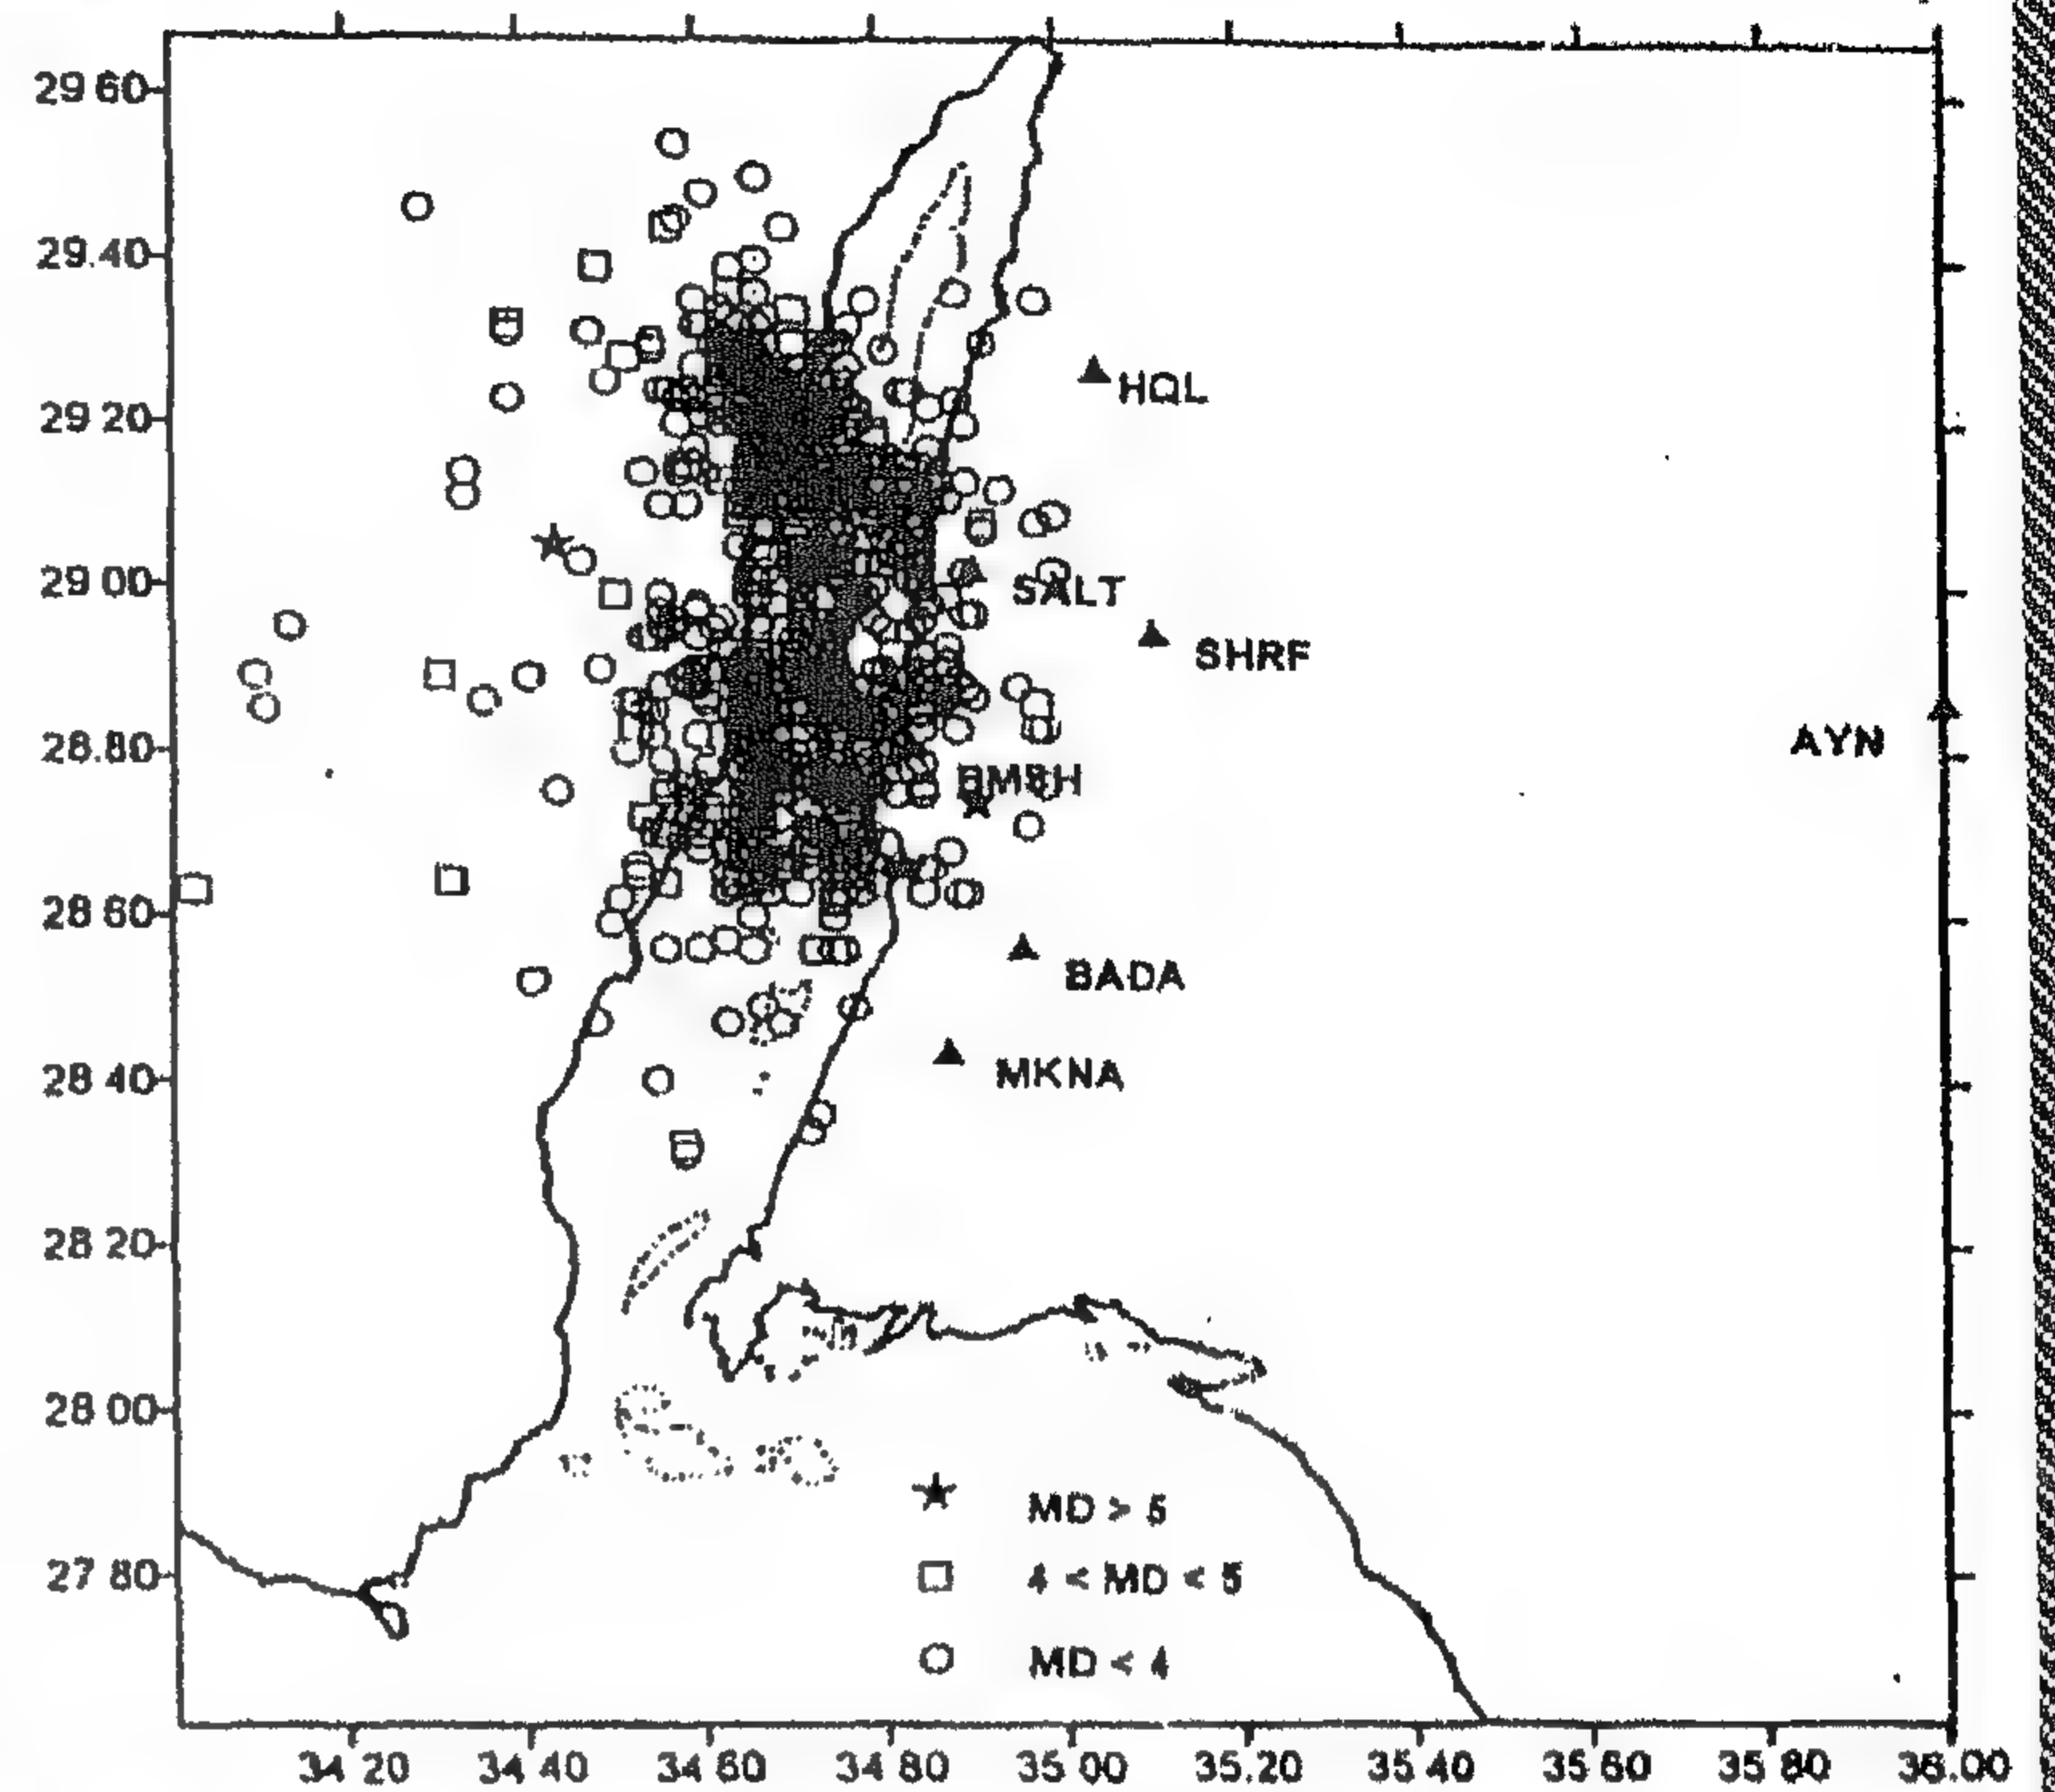 29 60
29.40
29 20
29 00
28.80
28 60
28 40
28 20
28 00
27 80
HQL
SALT
SHRF
AYN
BMSH
BADA
MKNA
MD > 5
4 < MD < 5
MD < 4
34 20 34 40 34 60 34 80 35 00 35.20 35 40 35 60 35 80 36.00